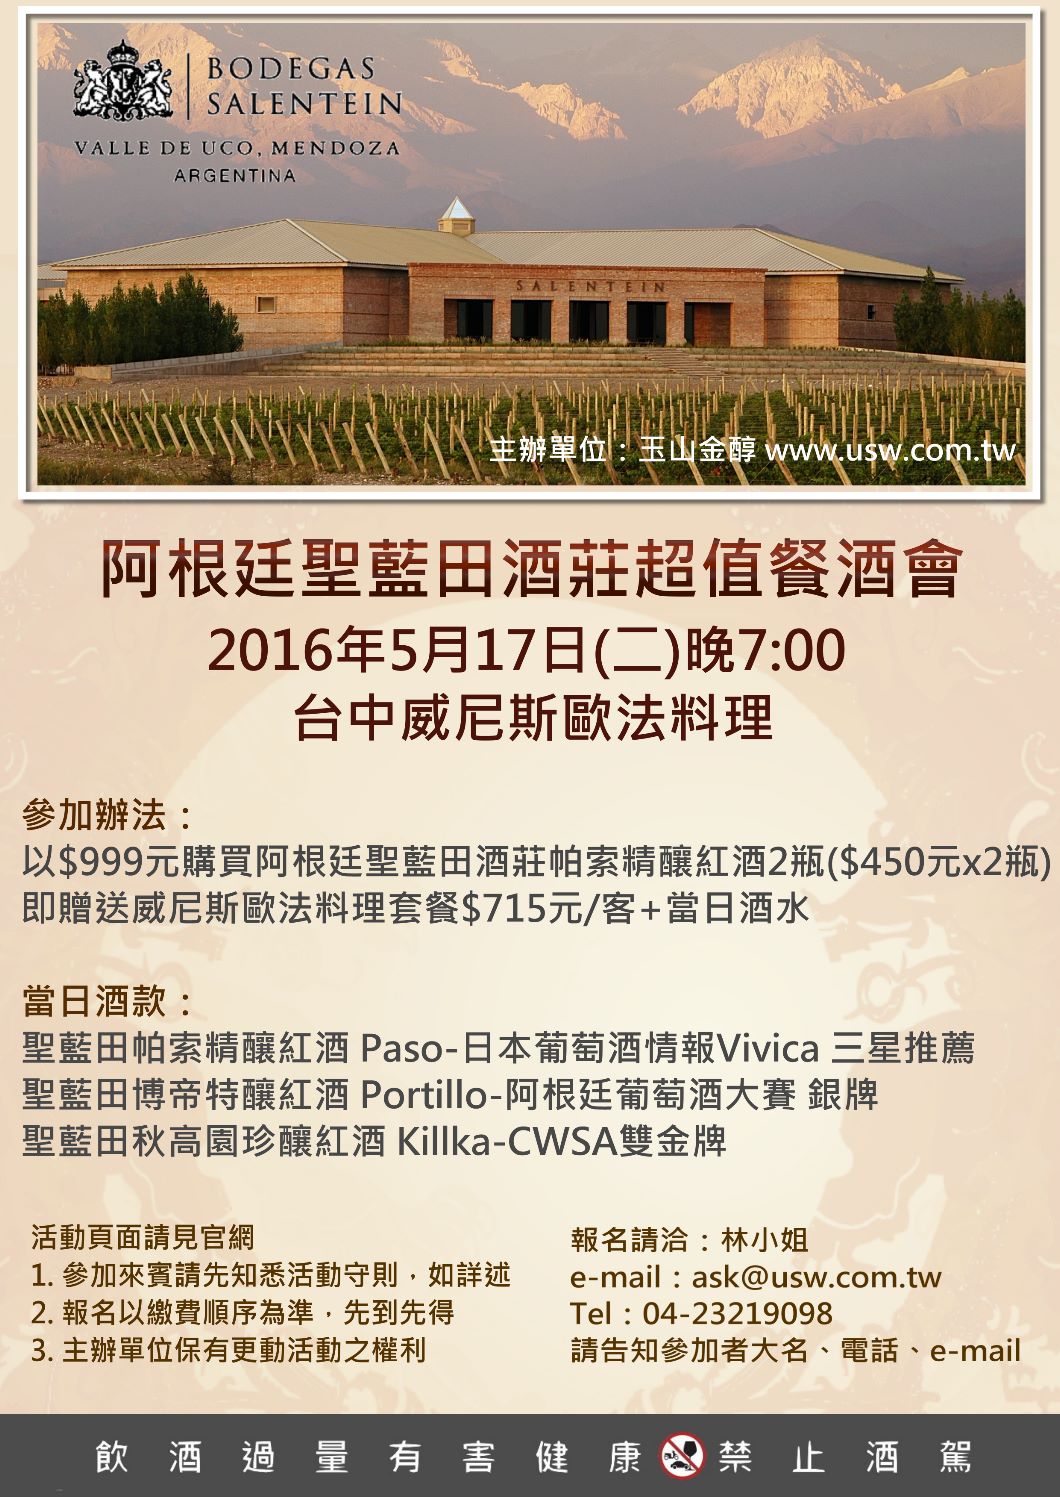 BODEGAS
SALENTEIN
VALLE DE UCO, MENDOZA
ARGENTINA
SALENTEIN
主辦單位：玉山金醇 www.usw.com.tw
阿根廷聖藍田酒莊超值餐酒會
2016年5月17日(二)晚7:00
台中威尼斯歐法料理
參加辦法：
以$999元購買阿根廷聖藍田酒莊帕索精釀紅酒2瓶($450元x2瓶)
即贈送威尼斯歐法料理套餐$715元/客+當日酒水
當日酒款：
聖藍田帕索精釀紅酒 Paso-日本葡萄酒情報Vivica 三星推薦
聖藍田博帝特釀紅酒 Portillo-阿根廷葡萄酒大賽 銀牌
聖藍田秋高園珍釀紅酒 Killka-CWSA雙金牌
活動頁面請見官網
1. 參加來賓請先知悉活動守則，如詳述
2. 報名以繳費順序為準，先到先得
3. 主辦單位保有更動活動之權利
報名請洽：林小姐
e-mail：ask@usw.com.tw
Tel：04-23219098
請告知參加者大名、電話、e-mail
飲酒過量有害健康 禁止酒駕